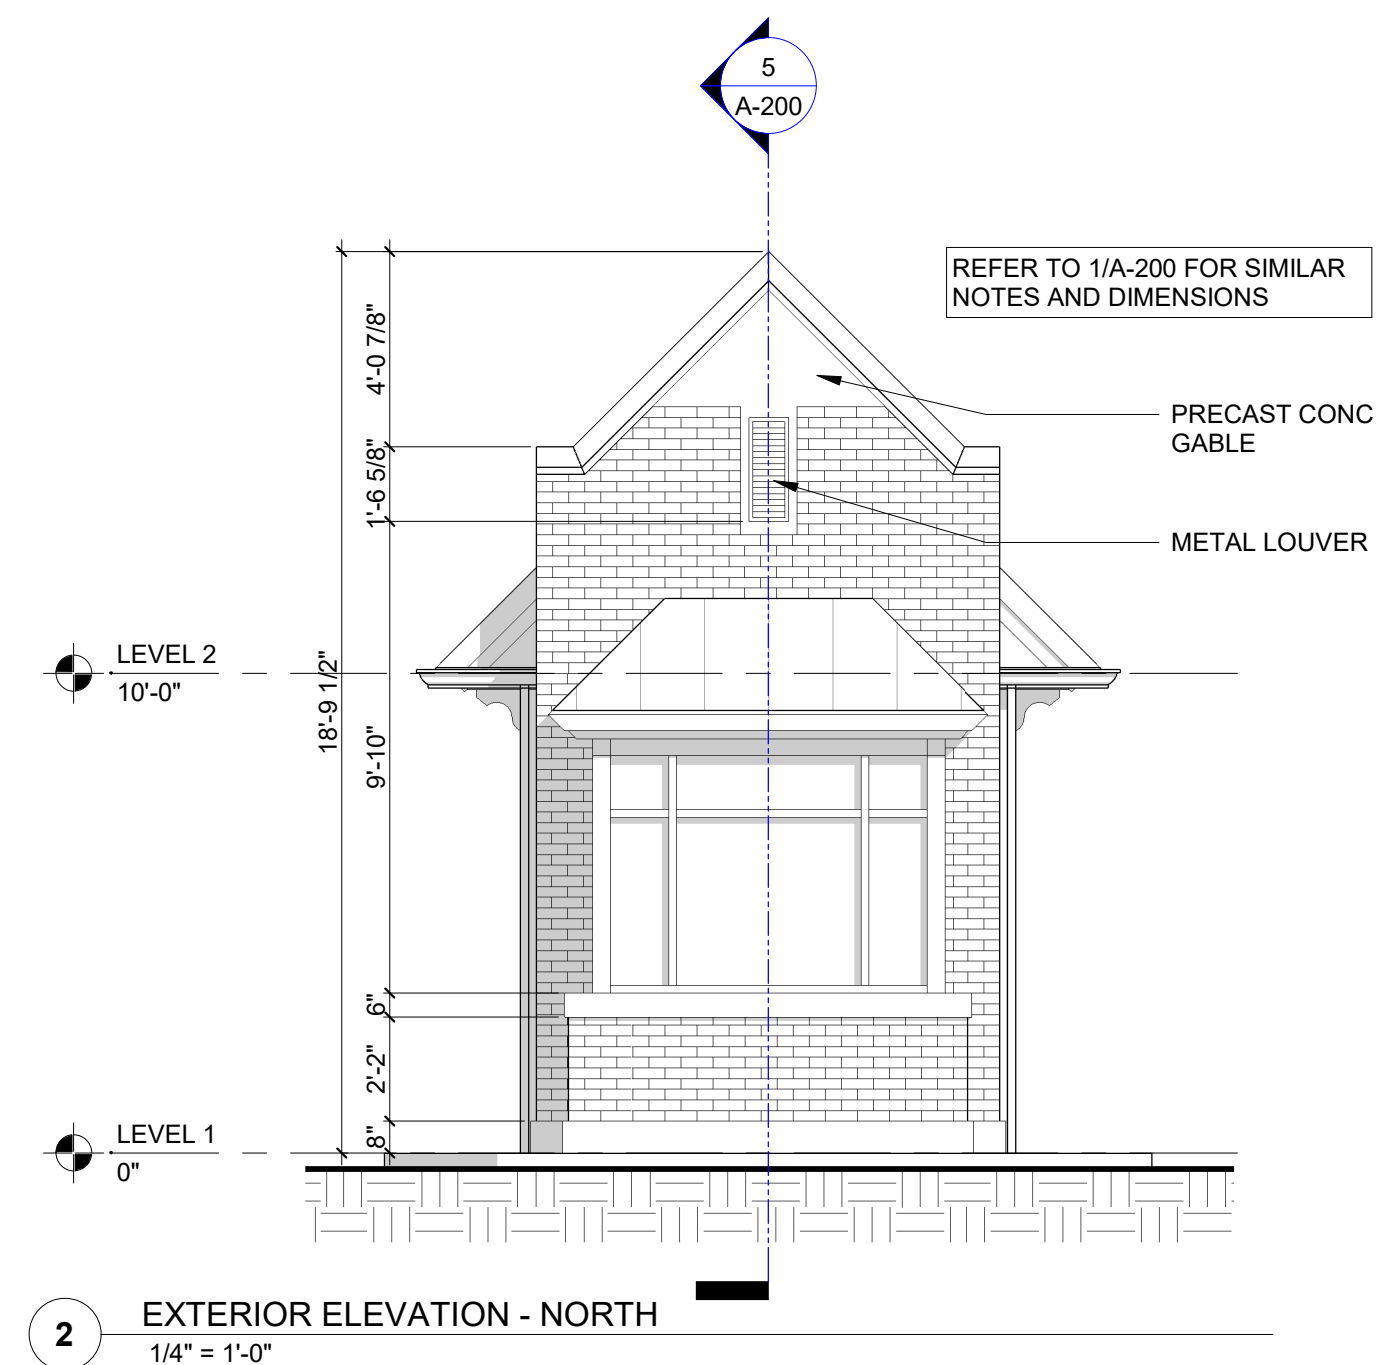 5
A-200
REFER TO 1/A-200 FOR SIMILAR
NOTES AND DIMENSIONS
4'-0 7/8"
PRECAST CONC
GABLE
1'-6 5/8"
METAL LOUVER
LEVEL 2
10'-0"
18'-9 1/2"
9'-10"
6"
2'-2"
8"
LEVEL 1
0"
2
EXTERIOR ELEVATION - NORTH
1/4" = 1'-0"